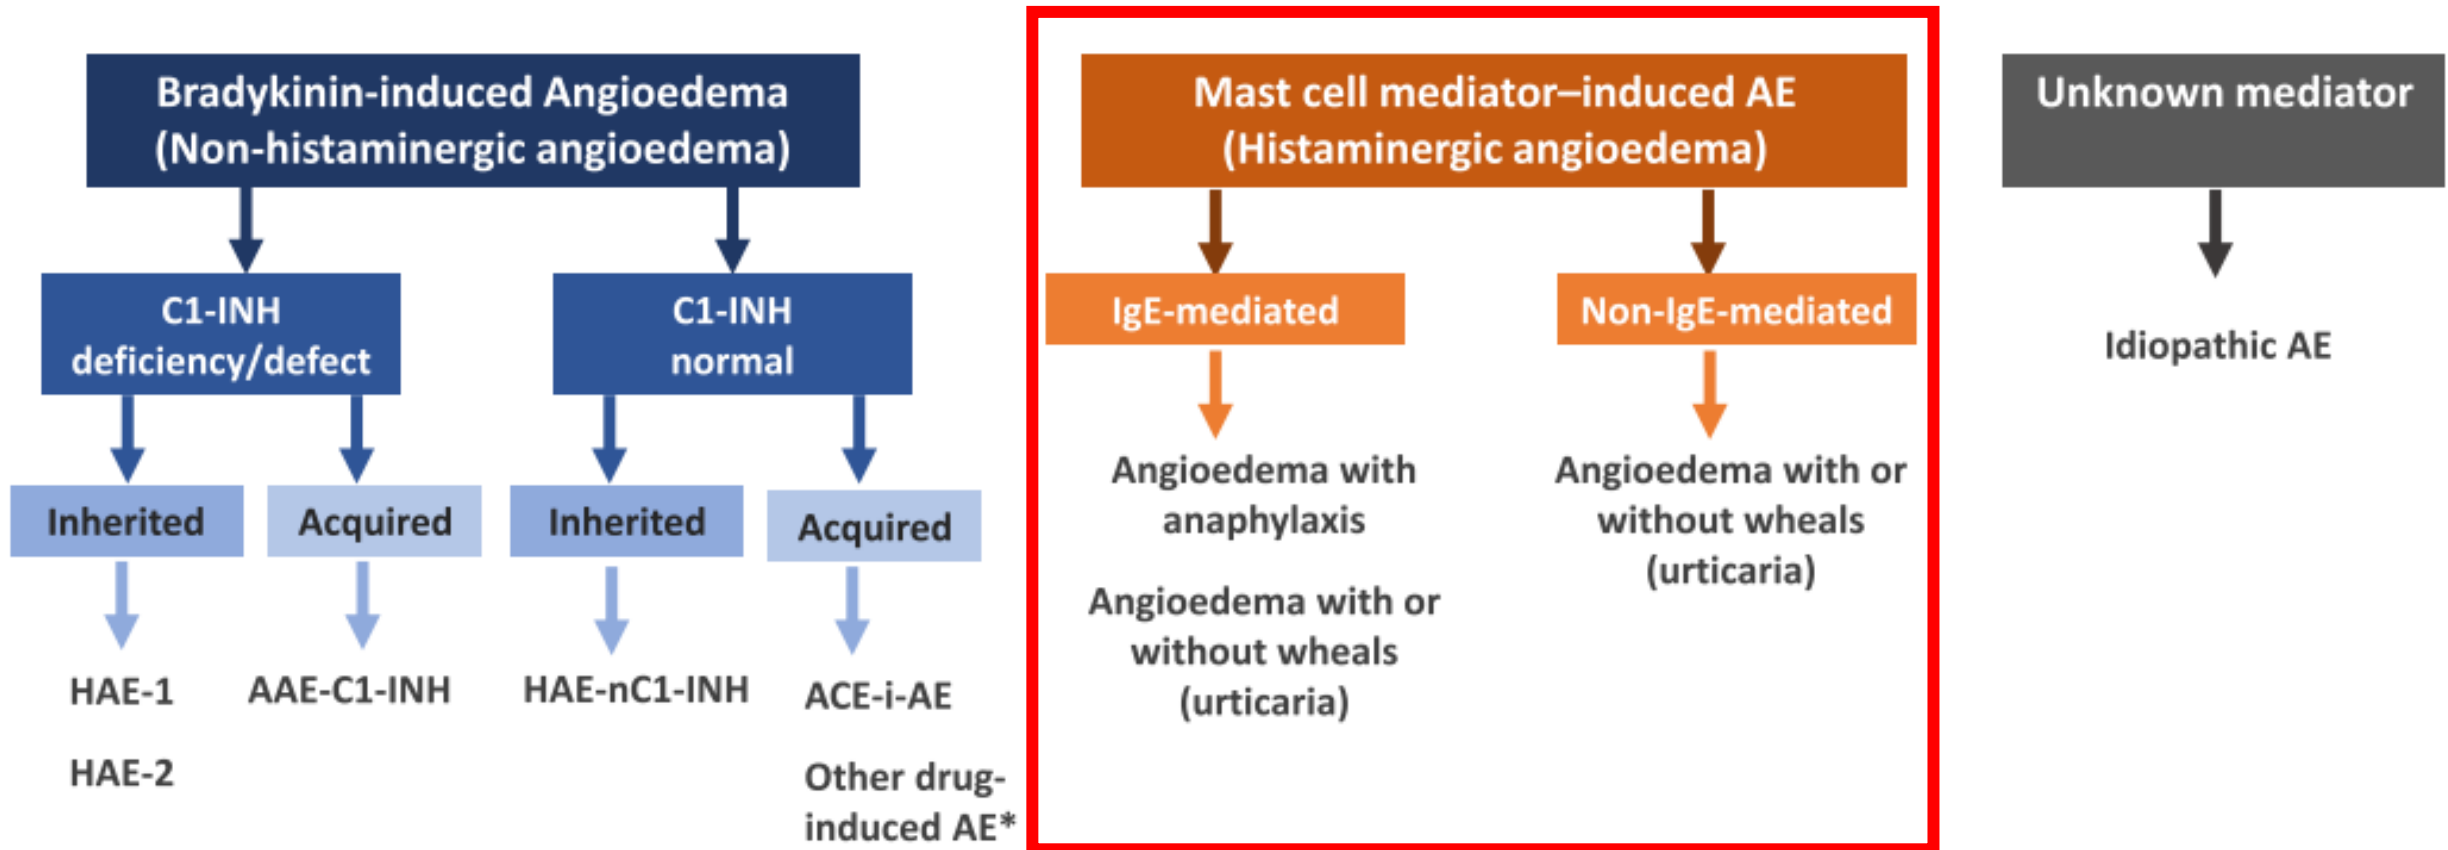 Bradykinin-induced Angioedema
(Non-histaminergic angioedema)
C1-INH
deficiency/defect
C1-INH
normal
Inherited
Acquired
Inherited
Acquired
HAE-1
HAE-2
AAE-C1-INH
HAE-nC1-INH
ACE-i-AE
Other drug-
induced AE*
Mast cell mediator–induced AE
(Histaminergic angioedema)
IgE-mediated
Non-IgE-mediated
Angioedema with
anaphylaxis
Angioedema with or
without wheals
(urticaria)
Angioedema with or
without wheals
(urticaria)
Unknown mediator
Idiopathic AE